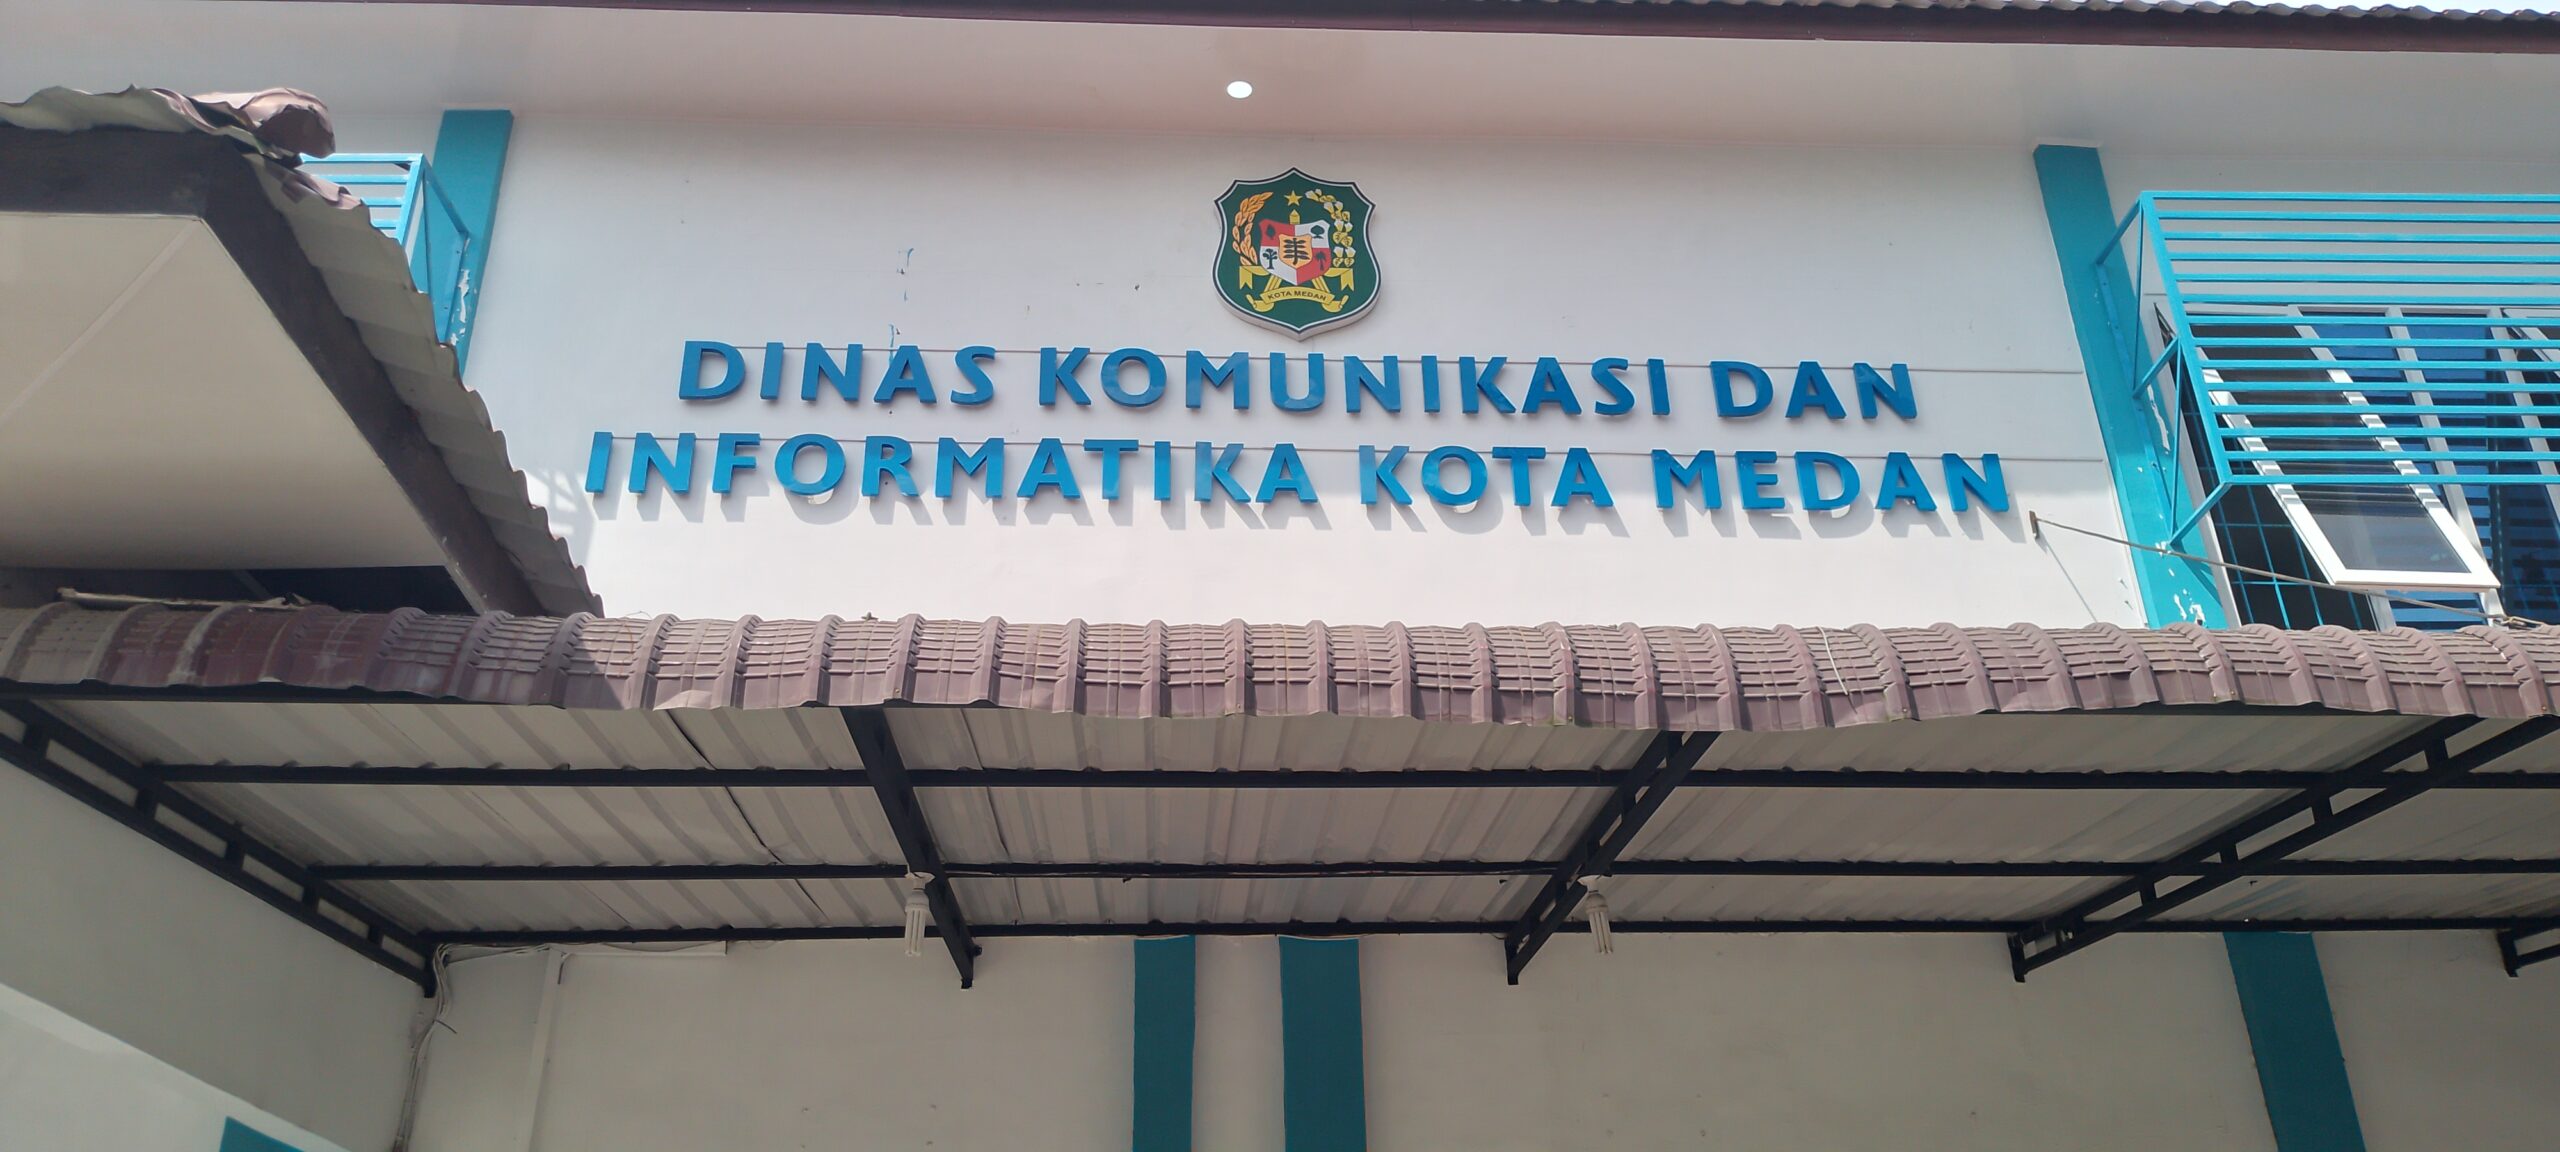 KOTA MEDAN
DINAS KOMUNIKASI DAN
INFORMATIKA KOTA MEDAN